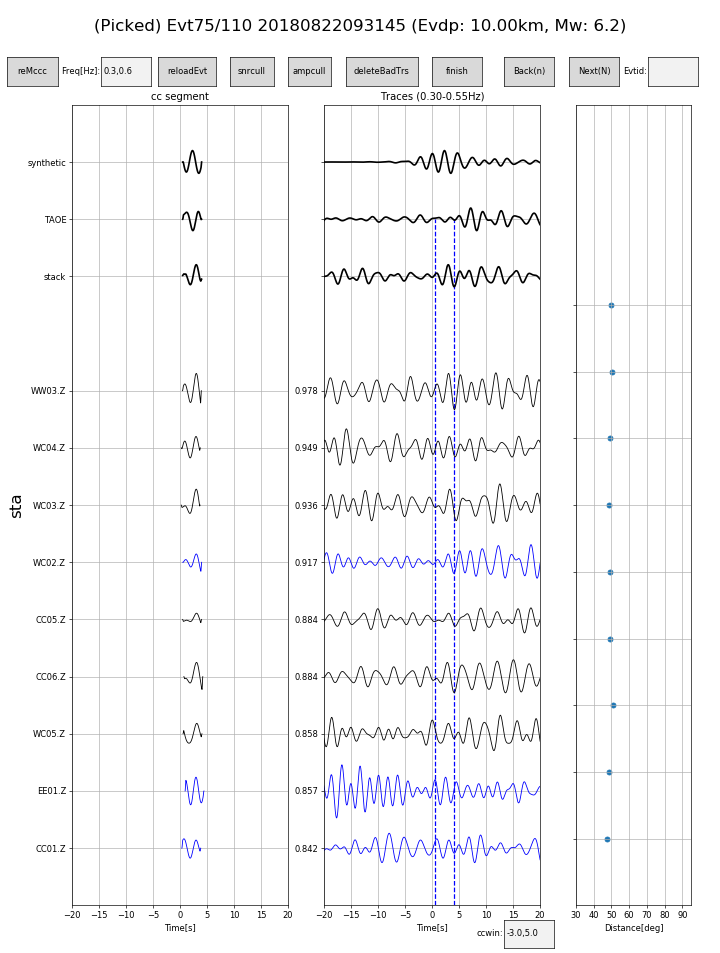 (Picked) Evt75/110 20180822093145 (Evdp: 10.00km, Mw: 6.2)
reMccc Freq[Hz]: 0.3,0.6 reloadEvt snrcull ampcull deleteBadTrs finish Back(n) Next(N) Evtid:
cc segment Traces (0.30-0.55Hz)
synthetic
TAOE
stack
WW03.Z 0.978
WC04.Z 0.949
WC03.Z 0.936
sta
WC02.Z 0.917
CC05.Z 0.884
CC06.Z 0.884
WC05.Z 0.858
EE01.Z 0.857
CC01.Z 0.842
−20 −15 −10 −5 0 5 10 15 20 −20 −15 −10 −5 0 5 10 15 20 30 40 50 60 70 80 90
Time[s] Time[s] Distance[deg]
ccwin: -3.0,5.0